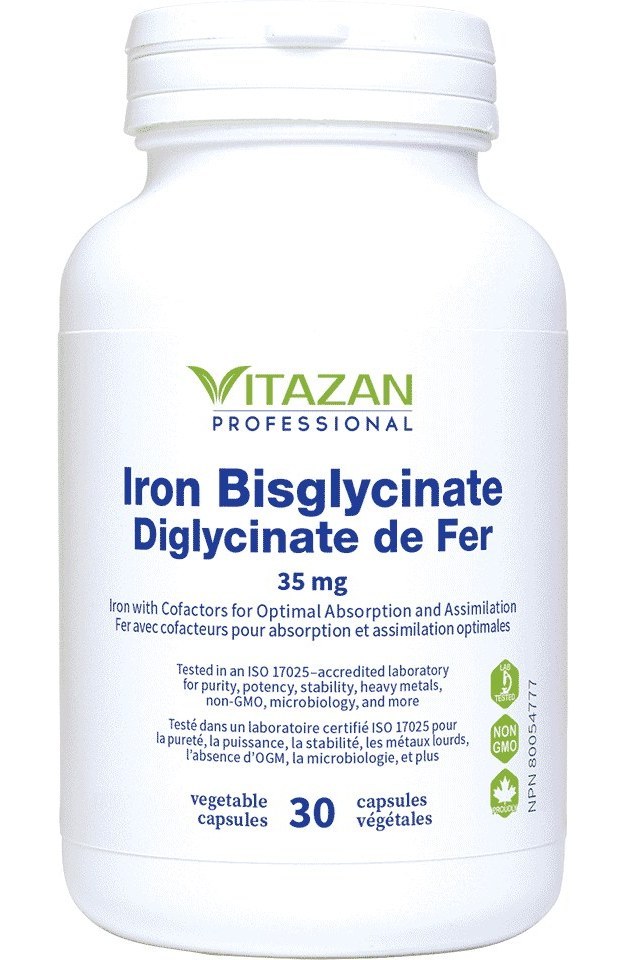 VITAZAN
PROFESSIONAL
Iron Bisglycinate
Diglycinate de Fer
35 mg
Iron with Cofactors for Optimal Absorption and Assimilation
Fer avec cofacteurs pour absorption et assimilation optimales
Tested in an ISO 17025–accredited laboratory
for purity, potency, stability, heavy metals,
non-GMO, microbiology, and more
Testé dans un laboratoire certifié ISO 17025 pour
la pureté, la puissance, la stabilité, les métaux lourds,
l'absence d'OGM, la microbiologie, et plus
LAB
TESTED
NON
GMO
PROUDLY
NPN 80054777
vegetable
capsules
30
capsules
végétales